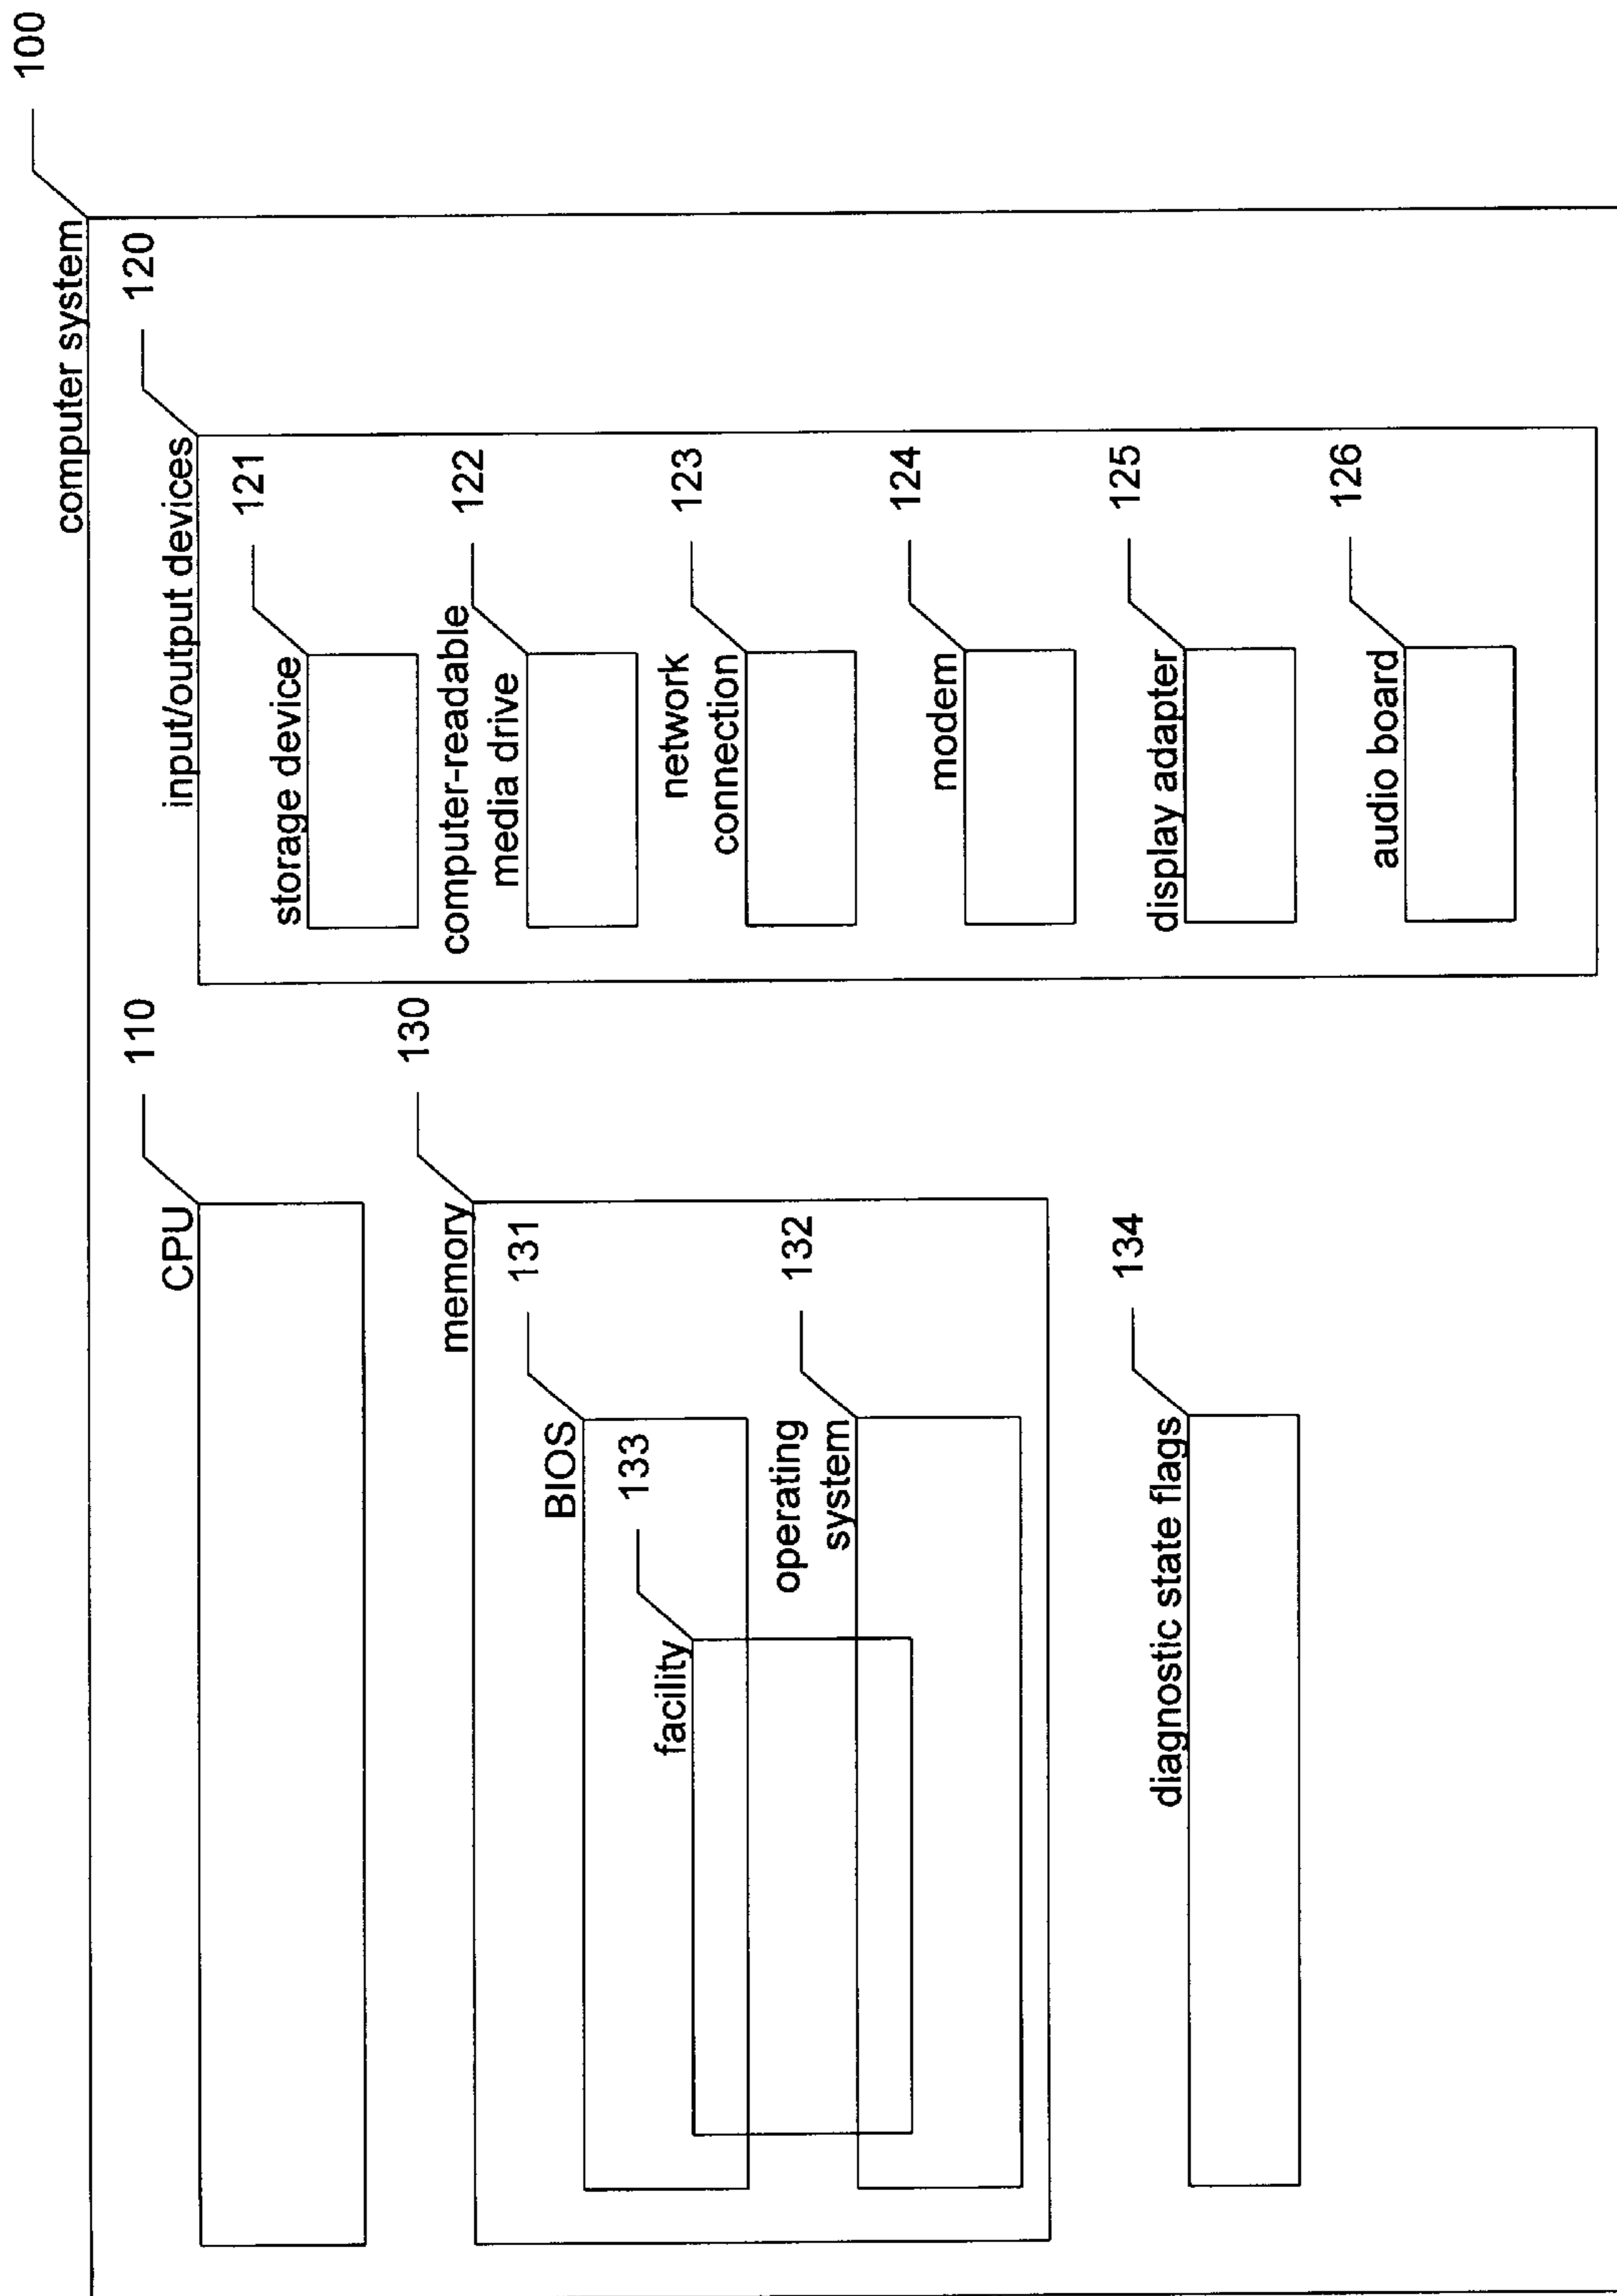 100
computer system
110
CPU
120
input/output devices
121
storage device
130
memory
122
computer-readable
media drive
131
BIOS
123
network
connection
133
facility
132
operating
system
124
modem
134
diagnostic state flags
125
display adapter
126
audio board